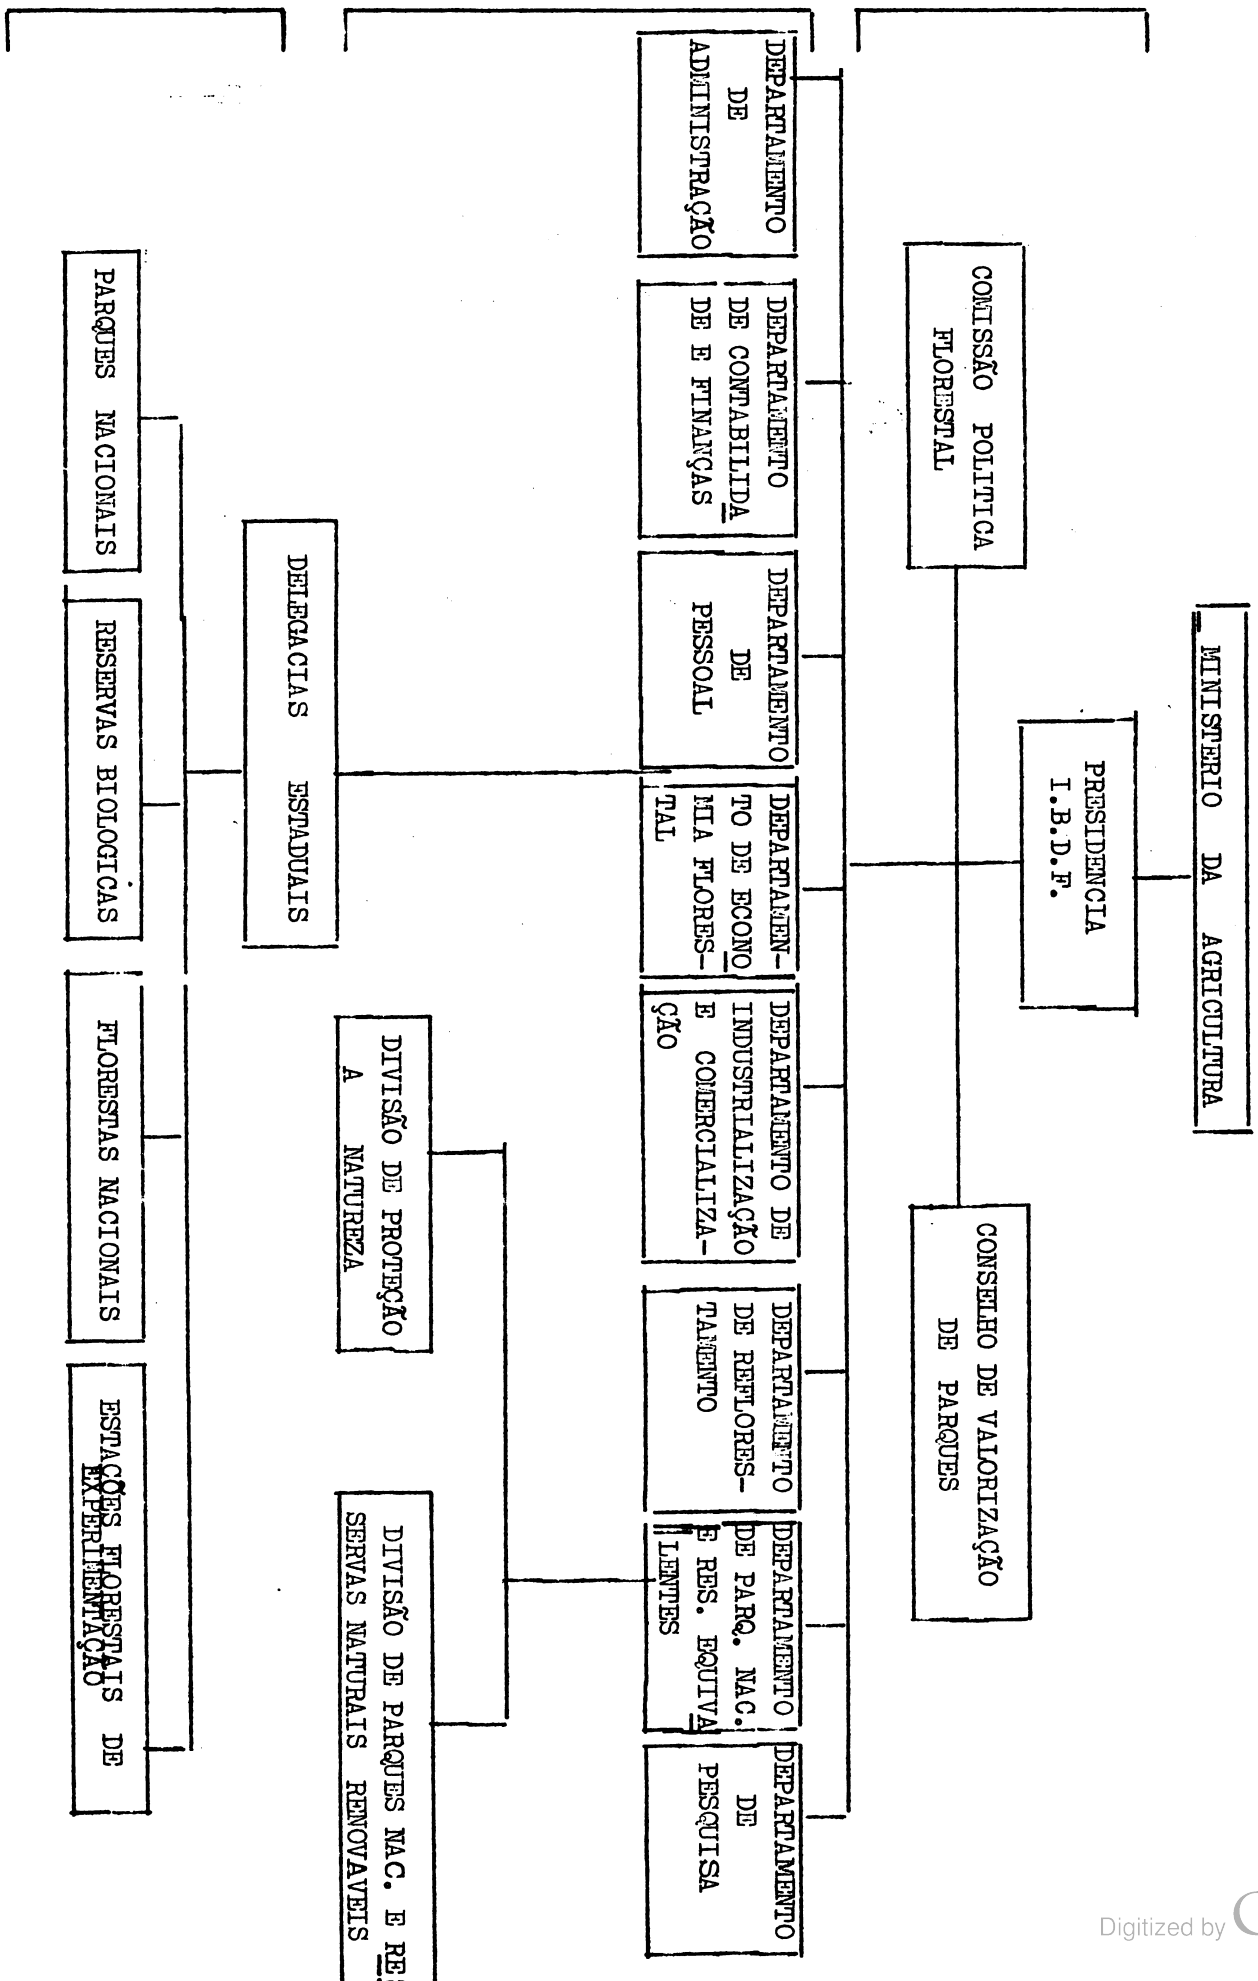 MINISTERIO DA AGRICULTURA
PRESIDENCIA
I.B.D.F.
COMISSÃO POLITICA
FLORESTAL
CONSELHO DE VALORIZAÇÃO
DE PARQUES
DEPARTAMENTO
DE
ADMINISTRAÇÃO
DEPARTAMENTO
DE CONTABILIDA
DE E FINANÇAS
DEPARTAMENTO
DE
PESSOAL
DEPARTAMEN-
TO DE ECONO
MIA FLORES-
TAL
DEPARTAMENTO DE
INDUSTRIALIZAÇÃO
E COMERCIALIZA-
ÇÃO
DEPARTAMENTO
DE REFLORES-
TAMENTO
DEPARTAMENTO
DE PARQ. NAC.
E RES. EQUIVA
LENTES
DEPARTAMENTO
DE
PESQUISA
DIVISÃO DE PROTEÇÃO
A NATUREZA
DIVISÃO DE PARQUES NAC. E RES
SERVAS NATURAIS RENOVAVEIS
DELEGACIAS ESTADUAIS
PARQUES NACIONAIS
RESERVAS BIOLOGICAS
FLORESTAS NACIONAIS
ESTAÇÕES FLORESTAIS DE
EXPERIMENTAÇÃO
Digitized by